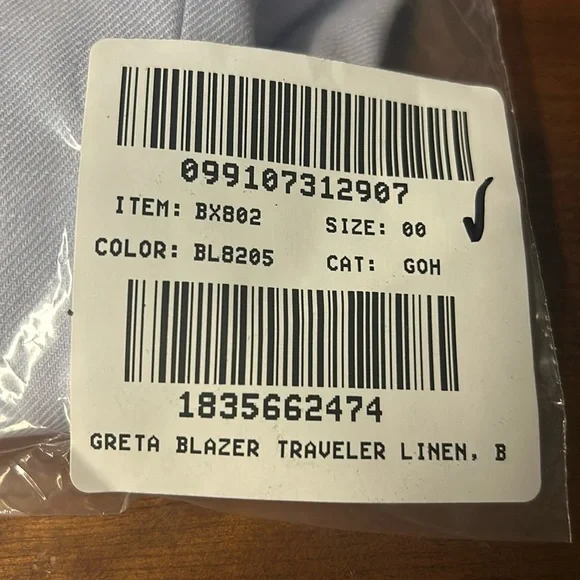 099107312907
ITEM: BX802 SIZE: 00
COLOR: BL8205 CAT: GOH
1835662474
GRETA BLAZER TRAVELER LINEN, B